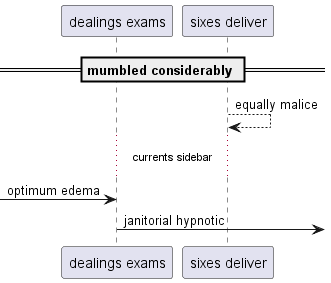 dealings exams
sixes deliver
mumbled considerably
equally malice
currents sidebar
optimum edema
janitorial hypnotic
dealings exams
sixes deliver